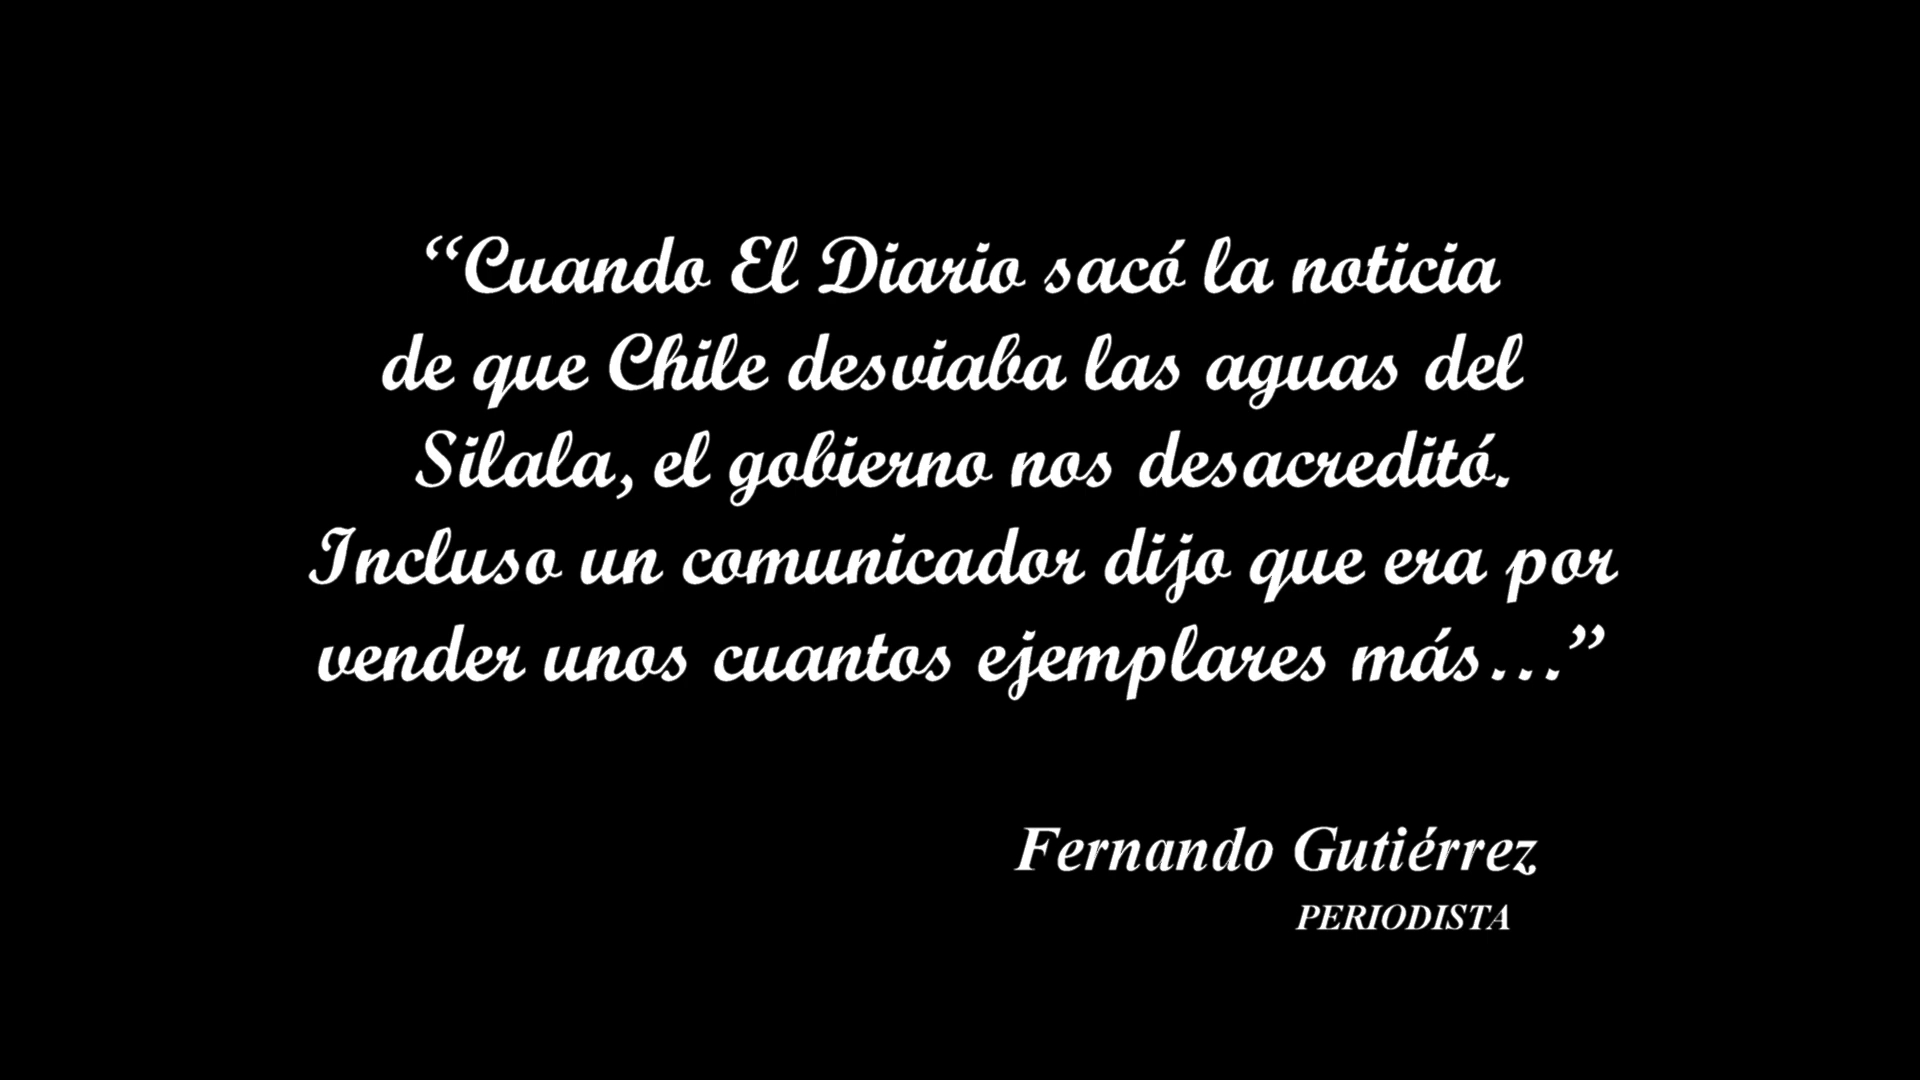 “Cuando El Diario sacó la noticia
de que Chile desviaba las aguas del
Silala, el gobierno nos desacreditó.
Incluso un comunicador dijo que era por
vender unos cuantos ejemplares más...”
Fernando Gutiérrez
PERIODISTA